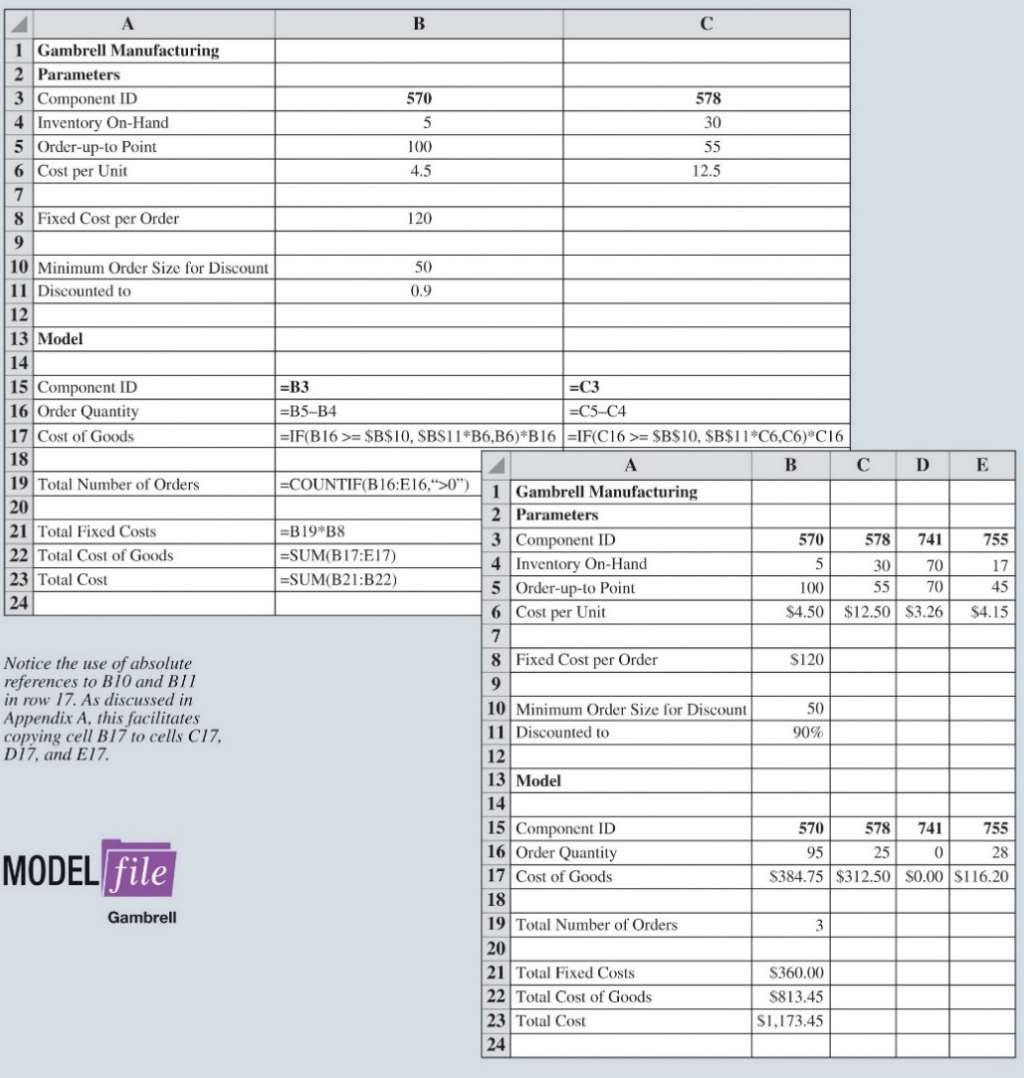 A B C
1 Gambrell Manufacturing
2 Parameters
3 Component ID 570 578
4 Inventory On-Hand 5 30
5 Order-up-to Point 100 55
6 Cost per Unit 4.5 12.5
7
8 Fixed Cost per Order 120
9
10 Minimum Order Size for Discount 50
11 Discounted to 0.9
12
13 Model
14
15 Component ID =B3 =C3
16 Order Quantity =B5–B4 =C5–C4
17 Cost of Goods =IF(B16 >= $B$10, $B$11*B6,B6)*B16 =IF(C16 >= $B$10, $B$11*C6,C6)*C16
18
19 Total Number of Orders =COUNTIF(B16:E16,“>0”)
20
21 Total Fixed Costs =B19*B8
22 Total Cost of Goods =SUM(B17:E17)
23 Total Cost =SUM(B21:B22)
24
A B C D E
1 Gambrell Manufacturing
2 Parameters
3 Component ID 570 578 741 755
4 Inventory On-Hand 5 30 70 17
5 Order-up-to Point 100 55 70 45
6 Cost per Unit $4.50 $12.50 $3.26 $4.15
7
8 Fixed Cost per Order $120
9
10 Minimum Order Size for Discount 50
11 Discounted to 90%
12
13 Model
14
15 Component ID 570 578 741 755
16 Order Quantity 95 25 0 28
17 Cost of Goods $384.75 $312.50 $0.00 $116.20
18
19 Total Number of Orders 3
20
21 Total Fixed Costs $360.00
22 Total Cost of Goods $813.45
23 Total Cost $1,173.45
24
Notice the use of absolute
references to B10 and B11
in row 17. As discussed in
Appendix A, this facilitates
copying cell B17 to cells C17,
D17, and E17.
MODEL file
Gambrell